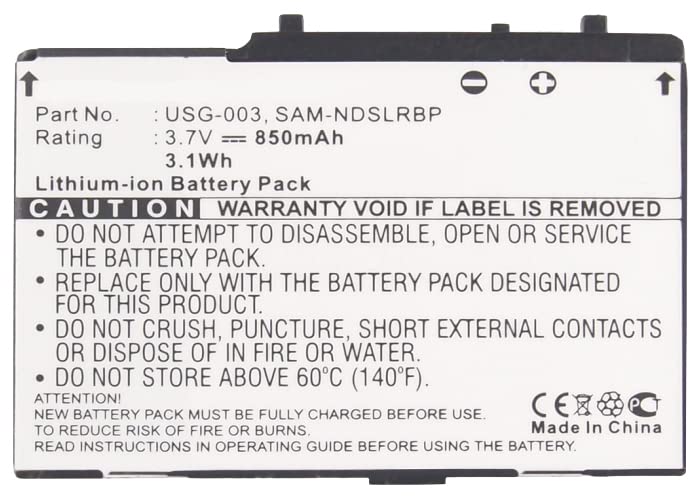 Part No. : USG-003, SAM-NDSLRBP
Rating : 3.7V 850mAh
3.1Wh
Lithium-ion Battery Pack
CAUTION WARRANTY VOID IF LABEL IS REMOVED
• DO NOT ATTEMPT TO DISASSEMBLE, OPEN OR SERVICE
THE BATTERY PACK.
• REPLACE ONLY WITH THE BATTERY PACK DESIGNATED
FOR THIS PRODUCT.
• DO NOT CRUSH, PUNCTURE, SHORT EXTERNAL CONTACTS
OR DISPOSE OF IN FIRE OR WATER.
• DO NOT STORE ABOVE 60°C (140°F).
ATTENTION!
NEW BATTERY PACK MUST BE FULLY CHARGED BEFORE USE.
TO REDUCE RISK OF FIRE OR BURNS.
READ INSTRUCTIONS IN OPERATING GUIDE BEFORE BATTERY USE.
CE PCT
Made In China